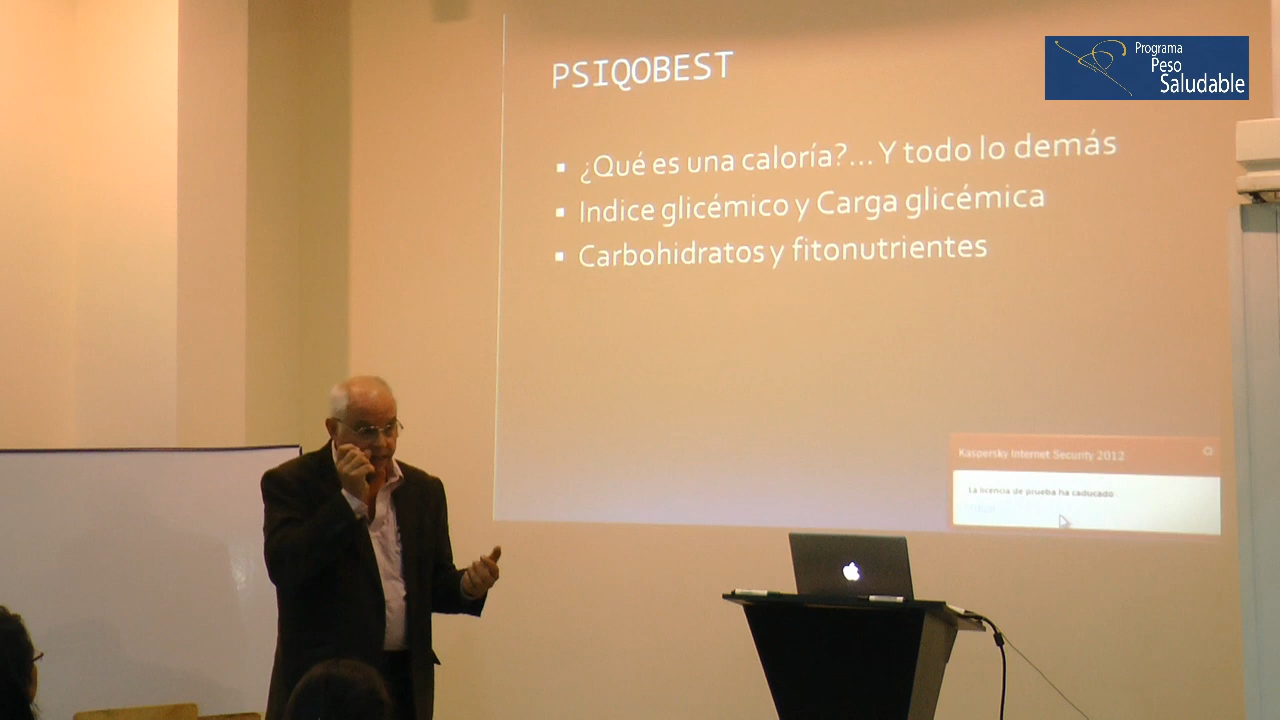 PSIQOBEST
▪ ¿Qué es una caloría?... Y todo lo demás
▪ Indice glicémico y Carga glicémica
▪ Carbohidratos y fitonutrientes
Programa
Peso
Saludable
Kaspersky Internet Security 2012
La licencia de prueba ha caducado